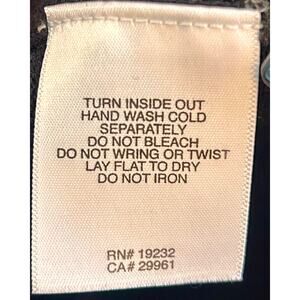 TURN INSIDE OUT
HAND WASH COLD
SEPARATELY
DO NOT BLEACH
DO NOT WRING OR TWIST
LAY FLAT TO DRY
DO NOT IRON
RN# 19232
CA# 29961